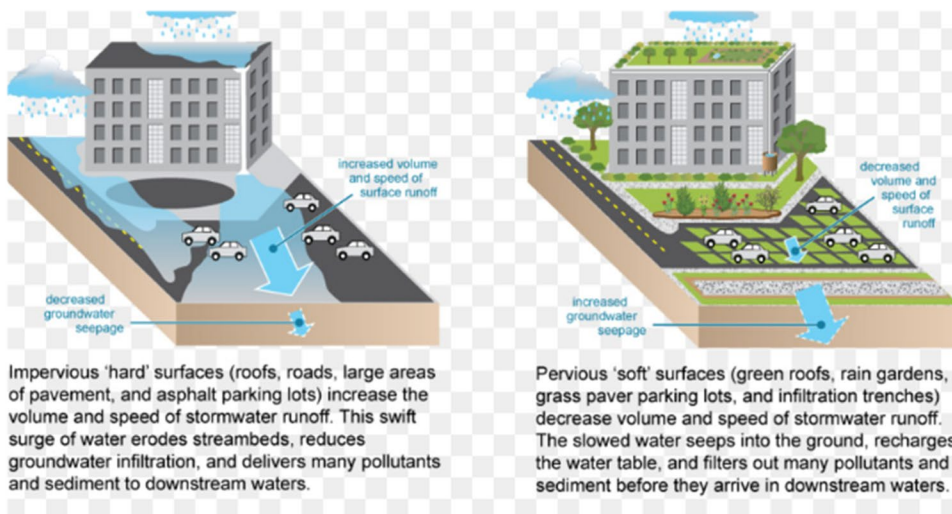 increased volume
and speed of
surface runoff
decreased
groundwater
seepage
Impervious ‘hard’ surfaces (roofs, roads, large areas
of pavement, and asphalt parking lots) increase the
volume and speed of stormwater runoff. This swift
surge of water erodes streambeds, reduces
groundwater infiltration, and delivers many pollutants
and sediment to downstream waters.
decreased
volume and
speed of
surface
runoff
increased
groundwater
seepage
Pervious ‘soft’ surfaces (green roofs, rain gardens,
grass paver parking lots, and infiltration trenches)
decrease volume and speed of stormwater runoff.
The slowed water seeps into the ground, recharges
the water table, and filters out many pollutants and
sediment before they arrive in downstream waters.